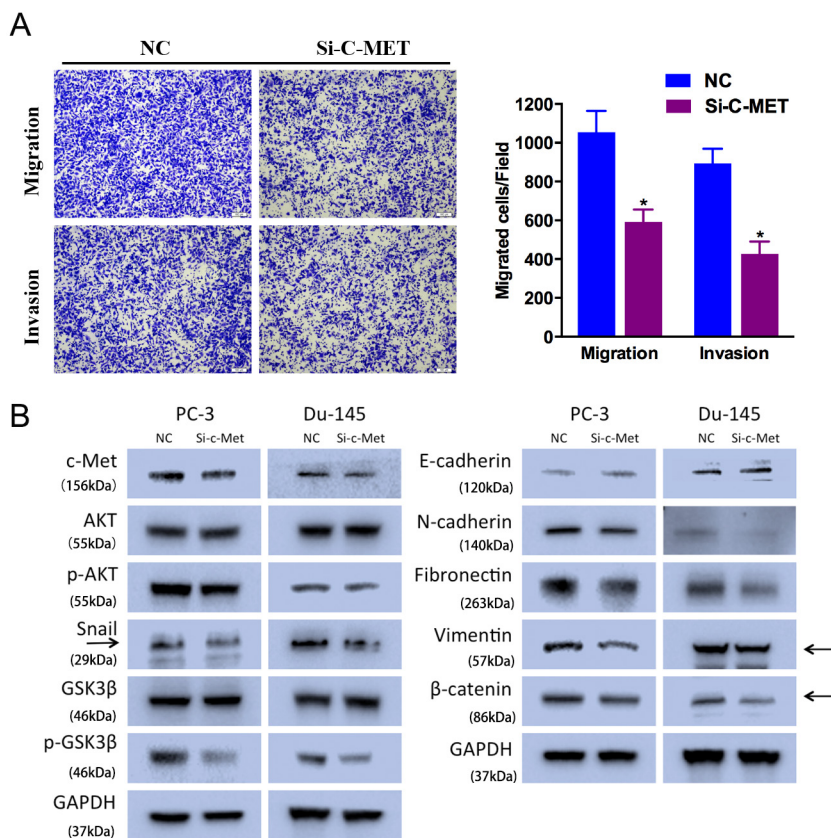 A
NC
Si-C-MET
Migration
Invasion
NC
Si-C-MET
Migrated cells/Field
1200
1000
800
600
400
200
0
*
*
Migration
Invasion
B
PC-3
Du-145
NC
Si-c-Met
NC
Si-c-Met
c-Met
(156kDa)
AKT
(55kDa)
p-AKT
(55kDa)
Snail
(29kDa)
GSK3β
(46kDa)
p-GSK3β
(46kDa)
GAPDH
(37kDa)
PC-3
Du-145
NC
Si-c-Met
NC
Si-c-Met
E-cadherin
(120kDa)
N-cadherin
(140kDa)
Fibronectin
(263kDa)
Vimentin
(57kDa)
β-catenin
(86kDa)
GAPDH
(37kDa)